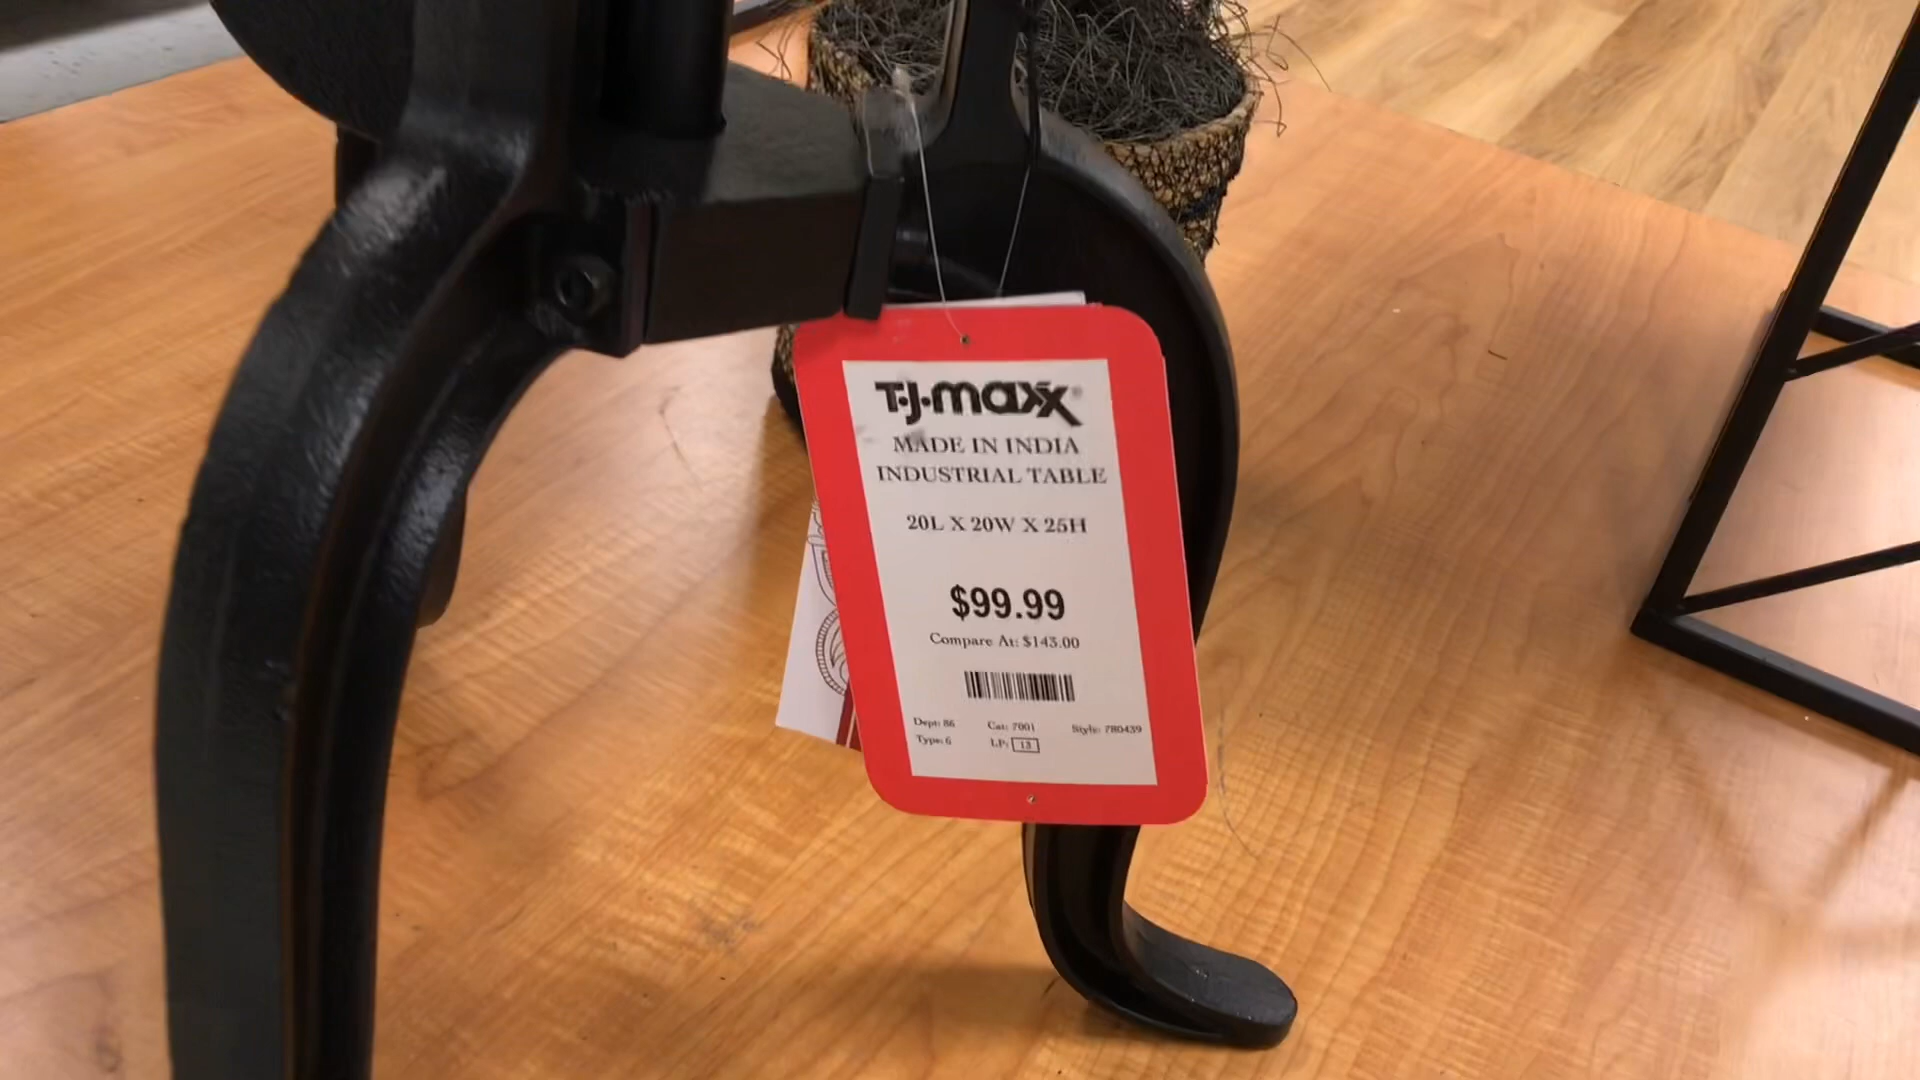 T·J·maxx®
MADE IN INDIA
INDUSTRIAL TABLE
20L X 20W X 25H
$99.99
Compare At: $143.00
Dept: 86 Cat: 7001 Style: 780439
Type: 6 LP: 13